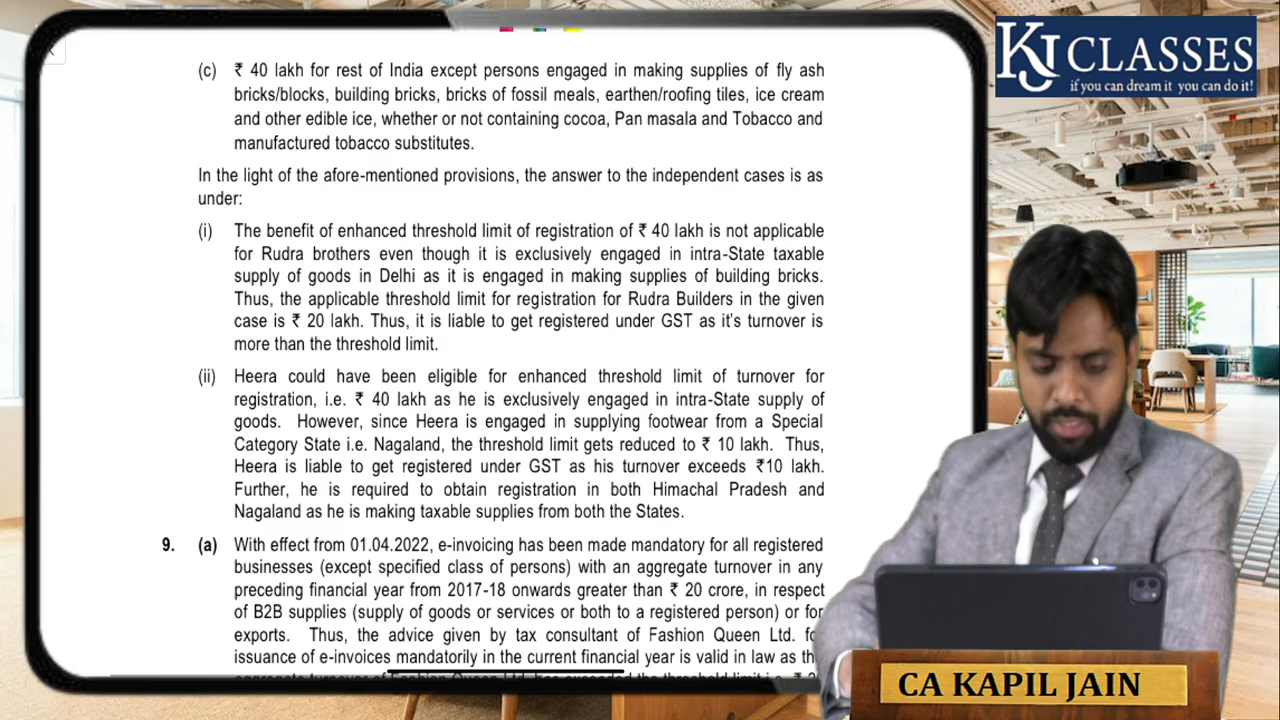 (c) ₹ 40 lakh for rest of India except persons engaged in making supplies of fly ash
bricks/blocks, building bricks, bricks of fossil meals, earthen/roofing tiles, ice cream
and other edible ice, whether or not containing cocoa, Pan masala and Tobacco and
manufactured tobacco substitutes.
In the light of the afore-mentioned provisions, the answer to the independent cases is as
under:
(i) The benefit of enhanced threshold limit of registration of ₹ 40 lakh is not applicable
for Rudra brothers even though it is exclusively engaged in intra-State taxable
supply of goods in Delhi as it is engaged in making supplies of building bricks.
Thus, the applicable threshold limit for registration for Rudra Builders in the given
case is ₹ 20 lakh. Thus, it is liable to get registered under GST as it's turnover is
more than the threshold limit.
(ii) Heera could have been eligible for enhanced threshold limit of turnover for
registration, i.e. ₹ 40 lakh as he is exclusively engaged in intra-State supply of
goods. However, since Heera is engaged in supplying footwear from a Special
Category State i.e. Nagaland, the threshold limit gets reduced to ₹ 10 lakh. Thus,
Heera is liable to get registered under GST as his turnover exceeds ₹10 lakh.
Further, he is required to obtain registration in both Himachal Pradesh and
Nagaland as he is making taxable supplies from both the States.
9. (a) With effect from 01.04.2022, e-invoicing has been made mandatory for all registered
businesses (except specified class of persons) with an aggregate turnover in any
preceding financial year from 2017-18 onwards greater than ₹ 20 crore, in respect
of B2B supplies (supply of goods or services or both to a registered person) or for
exports. Thus, the advice given by tax consultant of Fashion Queen Ltd.
issuance of e-invoices mandatorily in the current financial year is valid in law as
KJ CLASSES
if you can dream it you can do it!
CA KAPIL JAIN